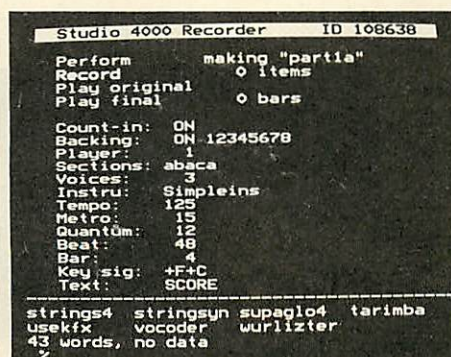 Studio 4000 Recorder ID 108638
Perform making "part1a"
Record 0 items
Play original
Play final 0 bars
Count-in: ON
Backing: ON 12345678
Player: 1
Sections: abaca
Voices: 3
Instru: Simpleins
Tempo: 125
Metro: 15
Quantum: 12
Beat: 48
Bar: 4
Key sig: +F+C
Text: SCORE
strings4 stringsyn supaglo4 tarimba
usekfx vocoder wurlizter
43 words, no data
%